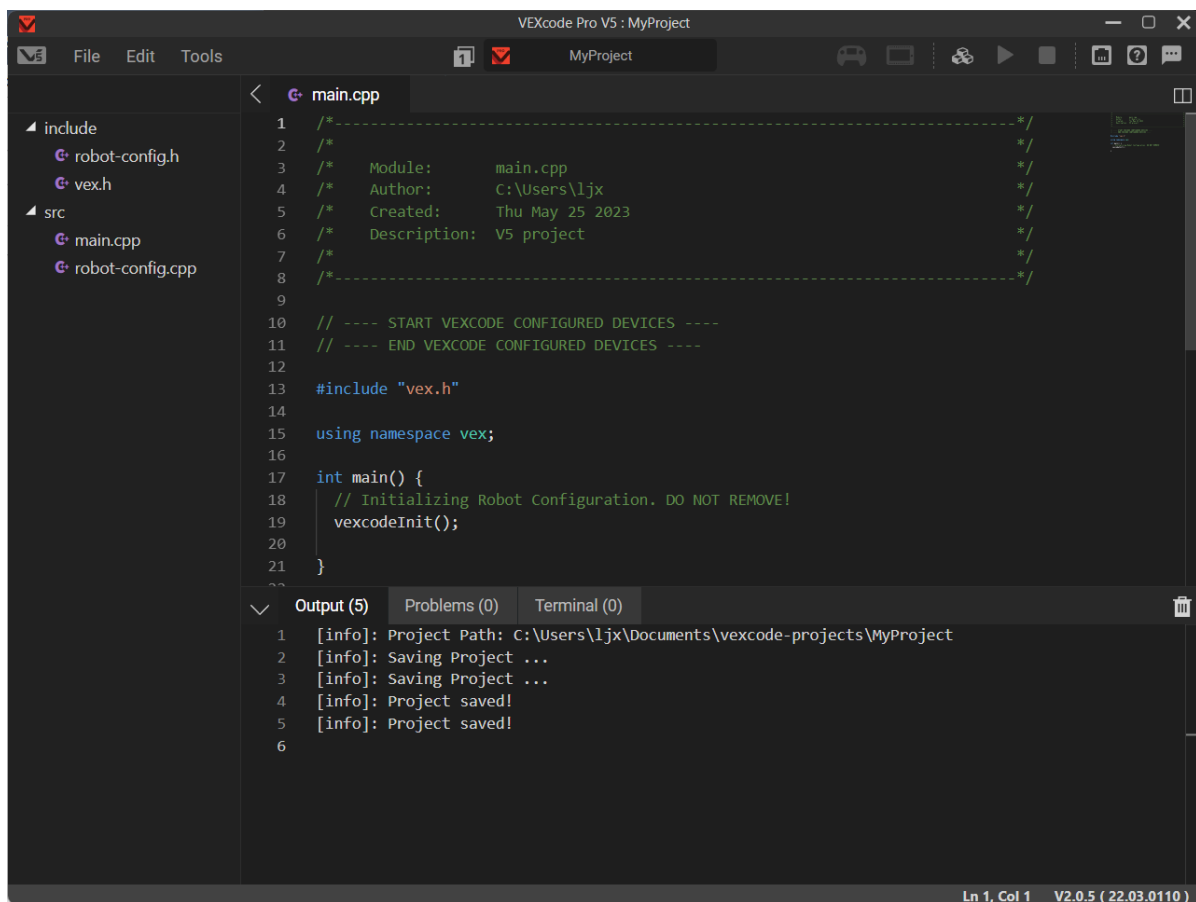 VEXcode Pro V5 : MyProject
V5 File Edit Tools 1 MyProject
main.cpp
include
robot-config.h
vex.h
src
main.cpp
robot-config.cpp
1 /*----------------------------------------------------------------------------*/
2 /* */
3 /* Module: main.cpp */
4 /* Author: C:\Users\ljx */
5 /* Created: Thu May 25 2023 */
6 /* Description: V5 project */
7 /* */
8 /*----------------------------------------------------------------------------*/
9
10 // ---- START VEXCODE CONFIGURED DEVICES ----
11 // ---- END VEXCODE CONFIGURED DEVICES ----
12
13 #include "vex.h"
14
15 using namespace vex;
16
17 int main() {
18 // Initializing Robot Configuration. DO NOT REMOVE!
19 vexcodeInit();
20
21 }
Output (5) Problems (0) Terminal (0)
1 [info]: Project Path: C:\Users\ljx\Documents\vexcode-projects\MyProject
2 [info]: Saving Project ...
3 [info]: Saving Project ...
4 [info]: Project saved!
5 [info]: Project saved!
6
Ln 1, Col 1 V2.0.5 ( 22.03.0110 )